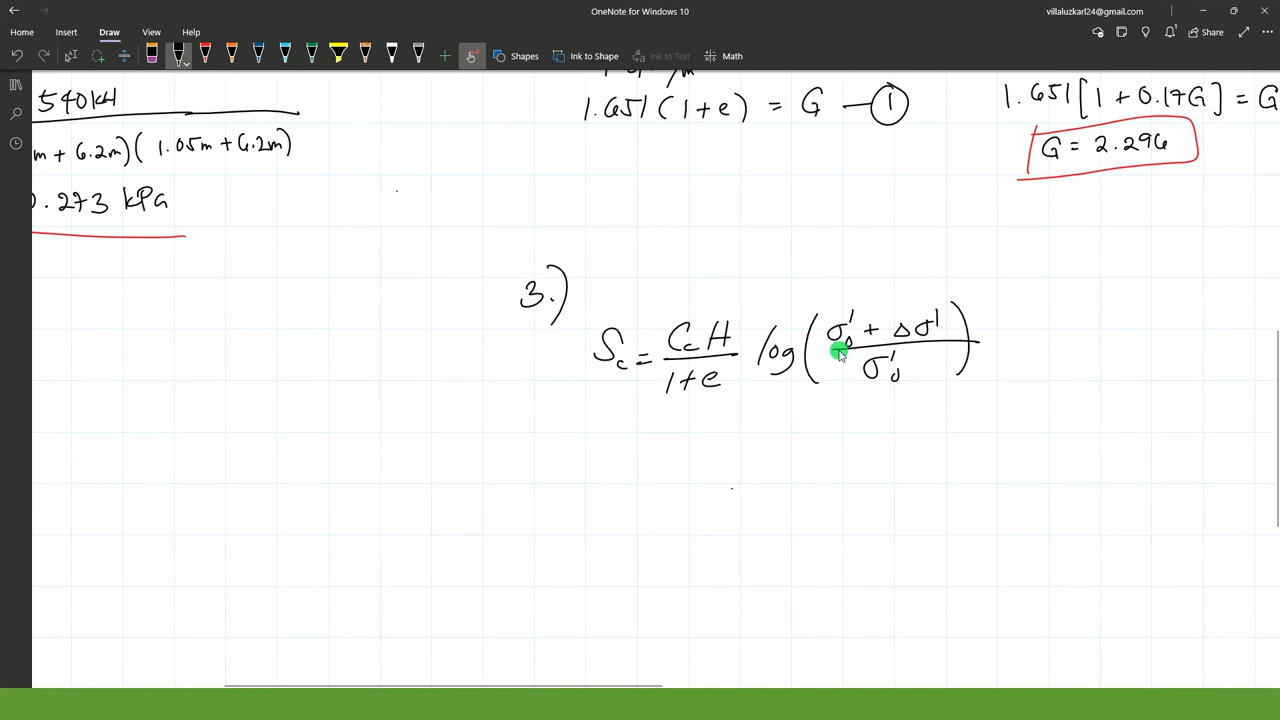 OneNote for Windows 10
villaluzkarl24@gmail.com
Home Insert Draw View Help
Share
Shapes Ink to Shape Ink to Text Math
540kN
m + 6.2m)( 1.05m + 6.2m)
0.273 kPa
1.651 (1+e) = G — 1
1.651[1 + 0.17G] = G
G = 2.296
3.)
Sc = CcH / 1+e log( σ₀' + Δσ' / σ₀' )